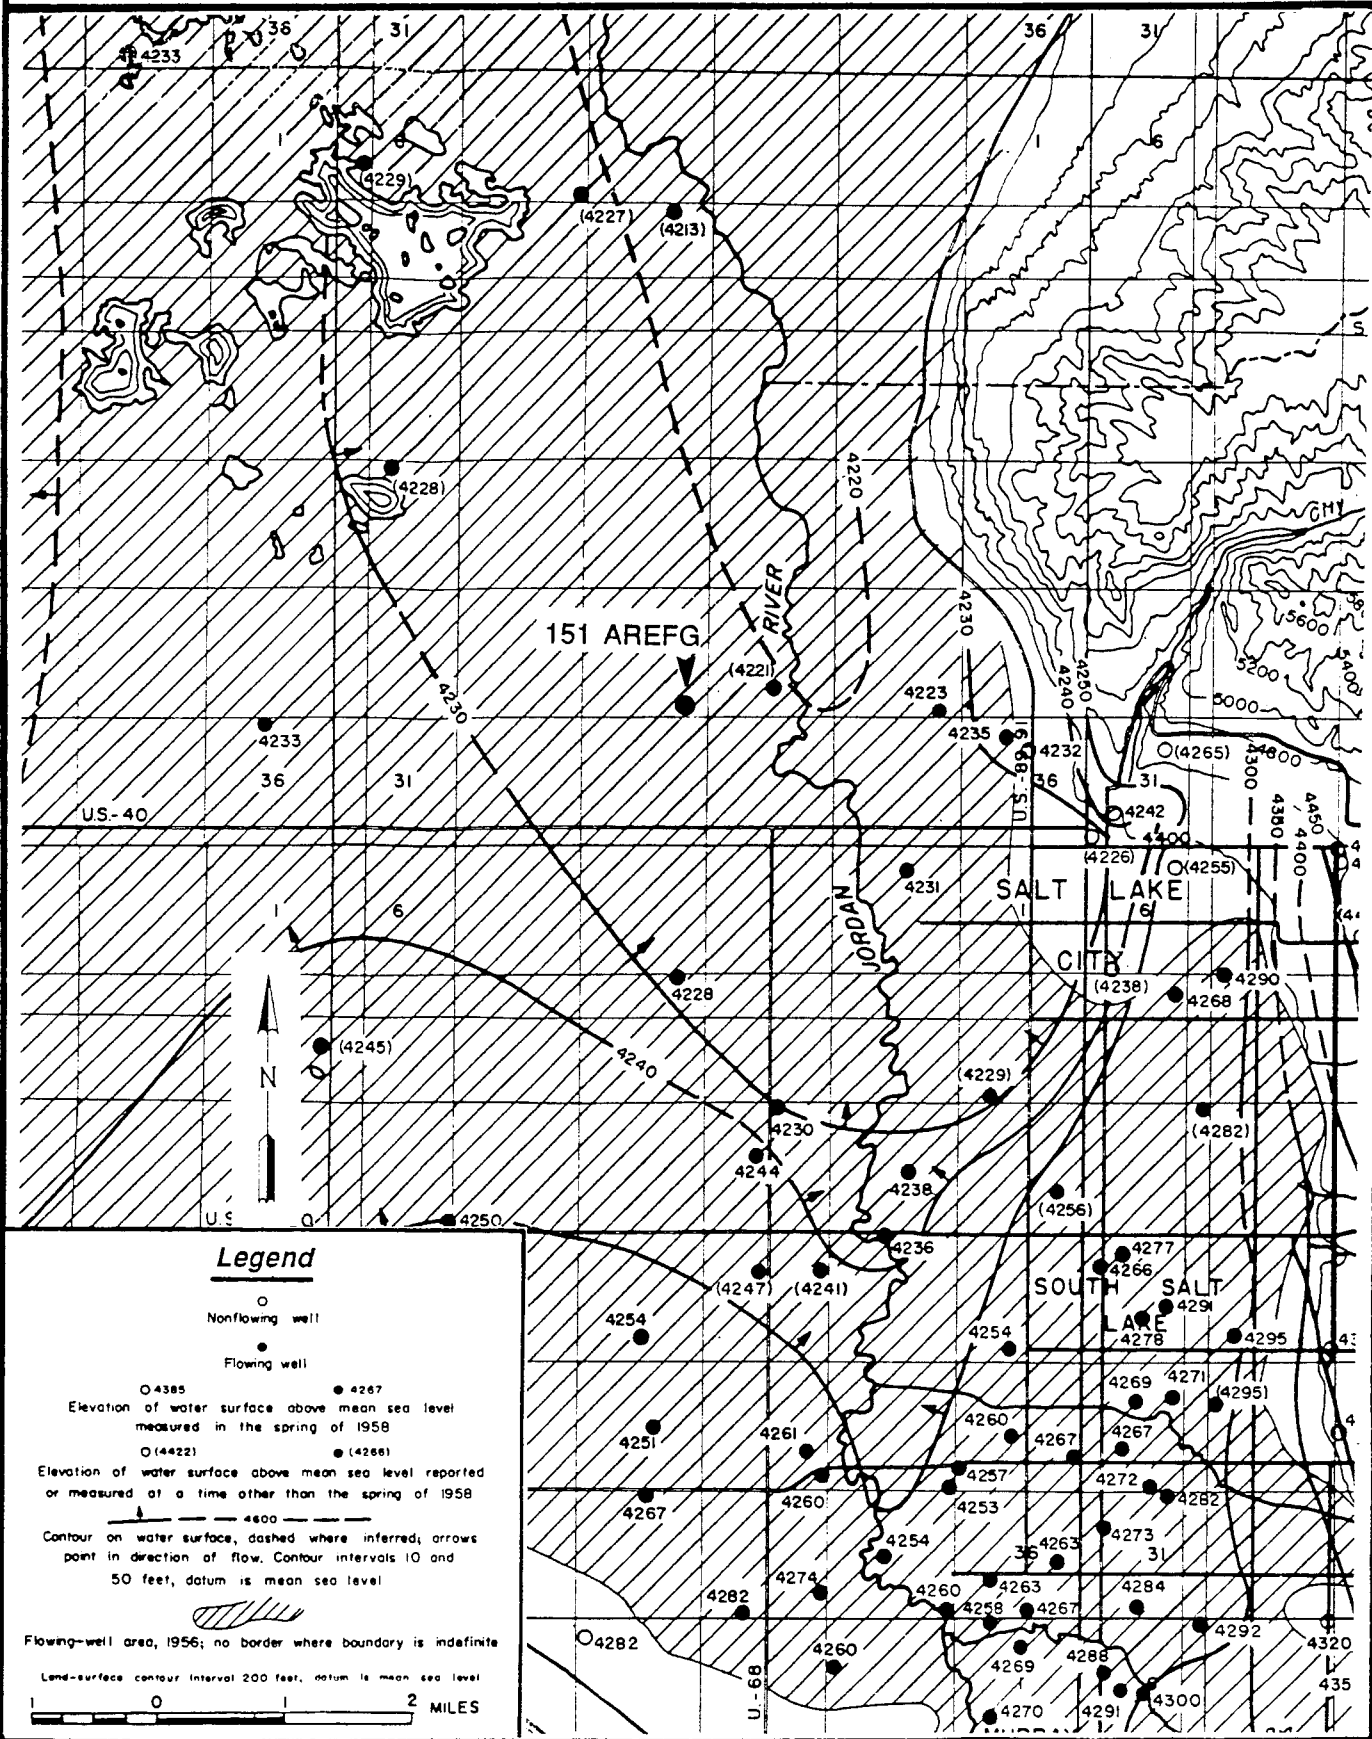 36 31 36 31
4233
1 6 1 6
(4229)
(4227) (4213)
S
(4228)
4220
CITY
RIVER
4230
151 AREFG
5600
5200 5400
(4221)
4240 4250
5000
4230
4223
4233
4235 4232
(4265) 4800
4300
36 31 36 31
4350
4450
4400
U.S.-40
4242
4400
(4226)
4231
(4255)
SALT LAKE
1 6 6
JORDAN
CITY
(4238)
4290
4228
4268
(4245)
4240
N
(4229)
4230
(4282)
4244
4238
(4256)
4250
4236
4277
4266
(4247) (4241)
SOUTH SALT
4291
LAKE
4254
4278
4254
4295
4271
4269
(4295)
4260
4251
4261
4267 4267
4257
4260 4253
4272
4282
4267
4273
4254
4263
36 31
4274
4260 4263
4284
4282
4258 4267
4292
4282
4320
4260
4269
4288
435
4300
4270
4291
U-68
Legend
Nonflowing well
Flowing well
4385 4267
Elevation of water surface above mean sea level
measured in the spring of 1958
(4422) (4266)
Elevation of water surface above mean sea level reported
or measured at a time other than the spring of 1958
4600
Contour on water surface, dashed where inferred; arrows
point in direction of flow. Contour intervals 10 and
50 feet, datum is mean sea level
Flowing-well area, 1956; no border where boundary is indefinite
Land-surface contour interval 200 feet, datum is mean sea level
1 0 1 2 MILES